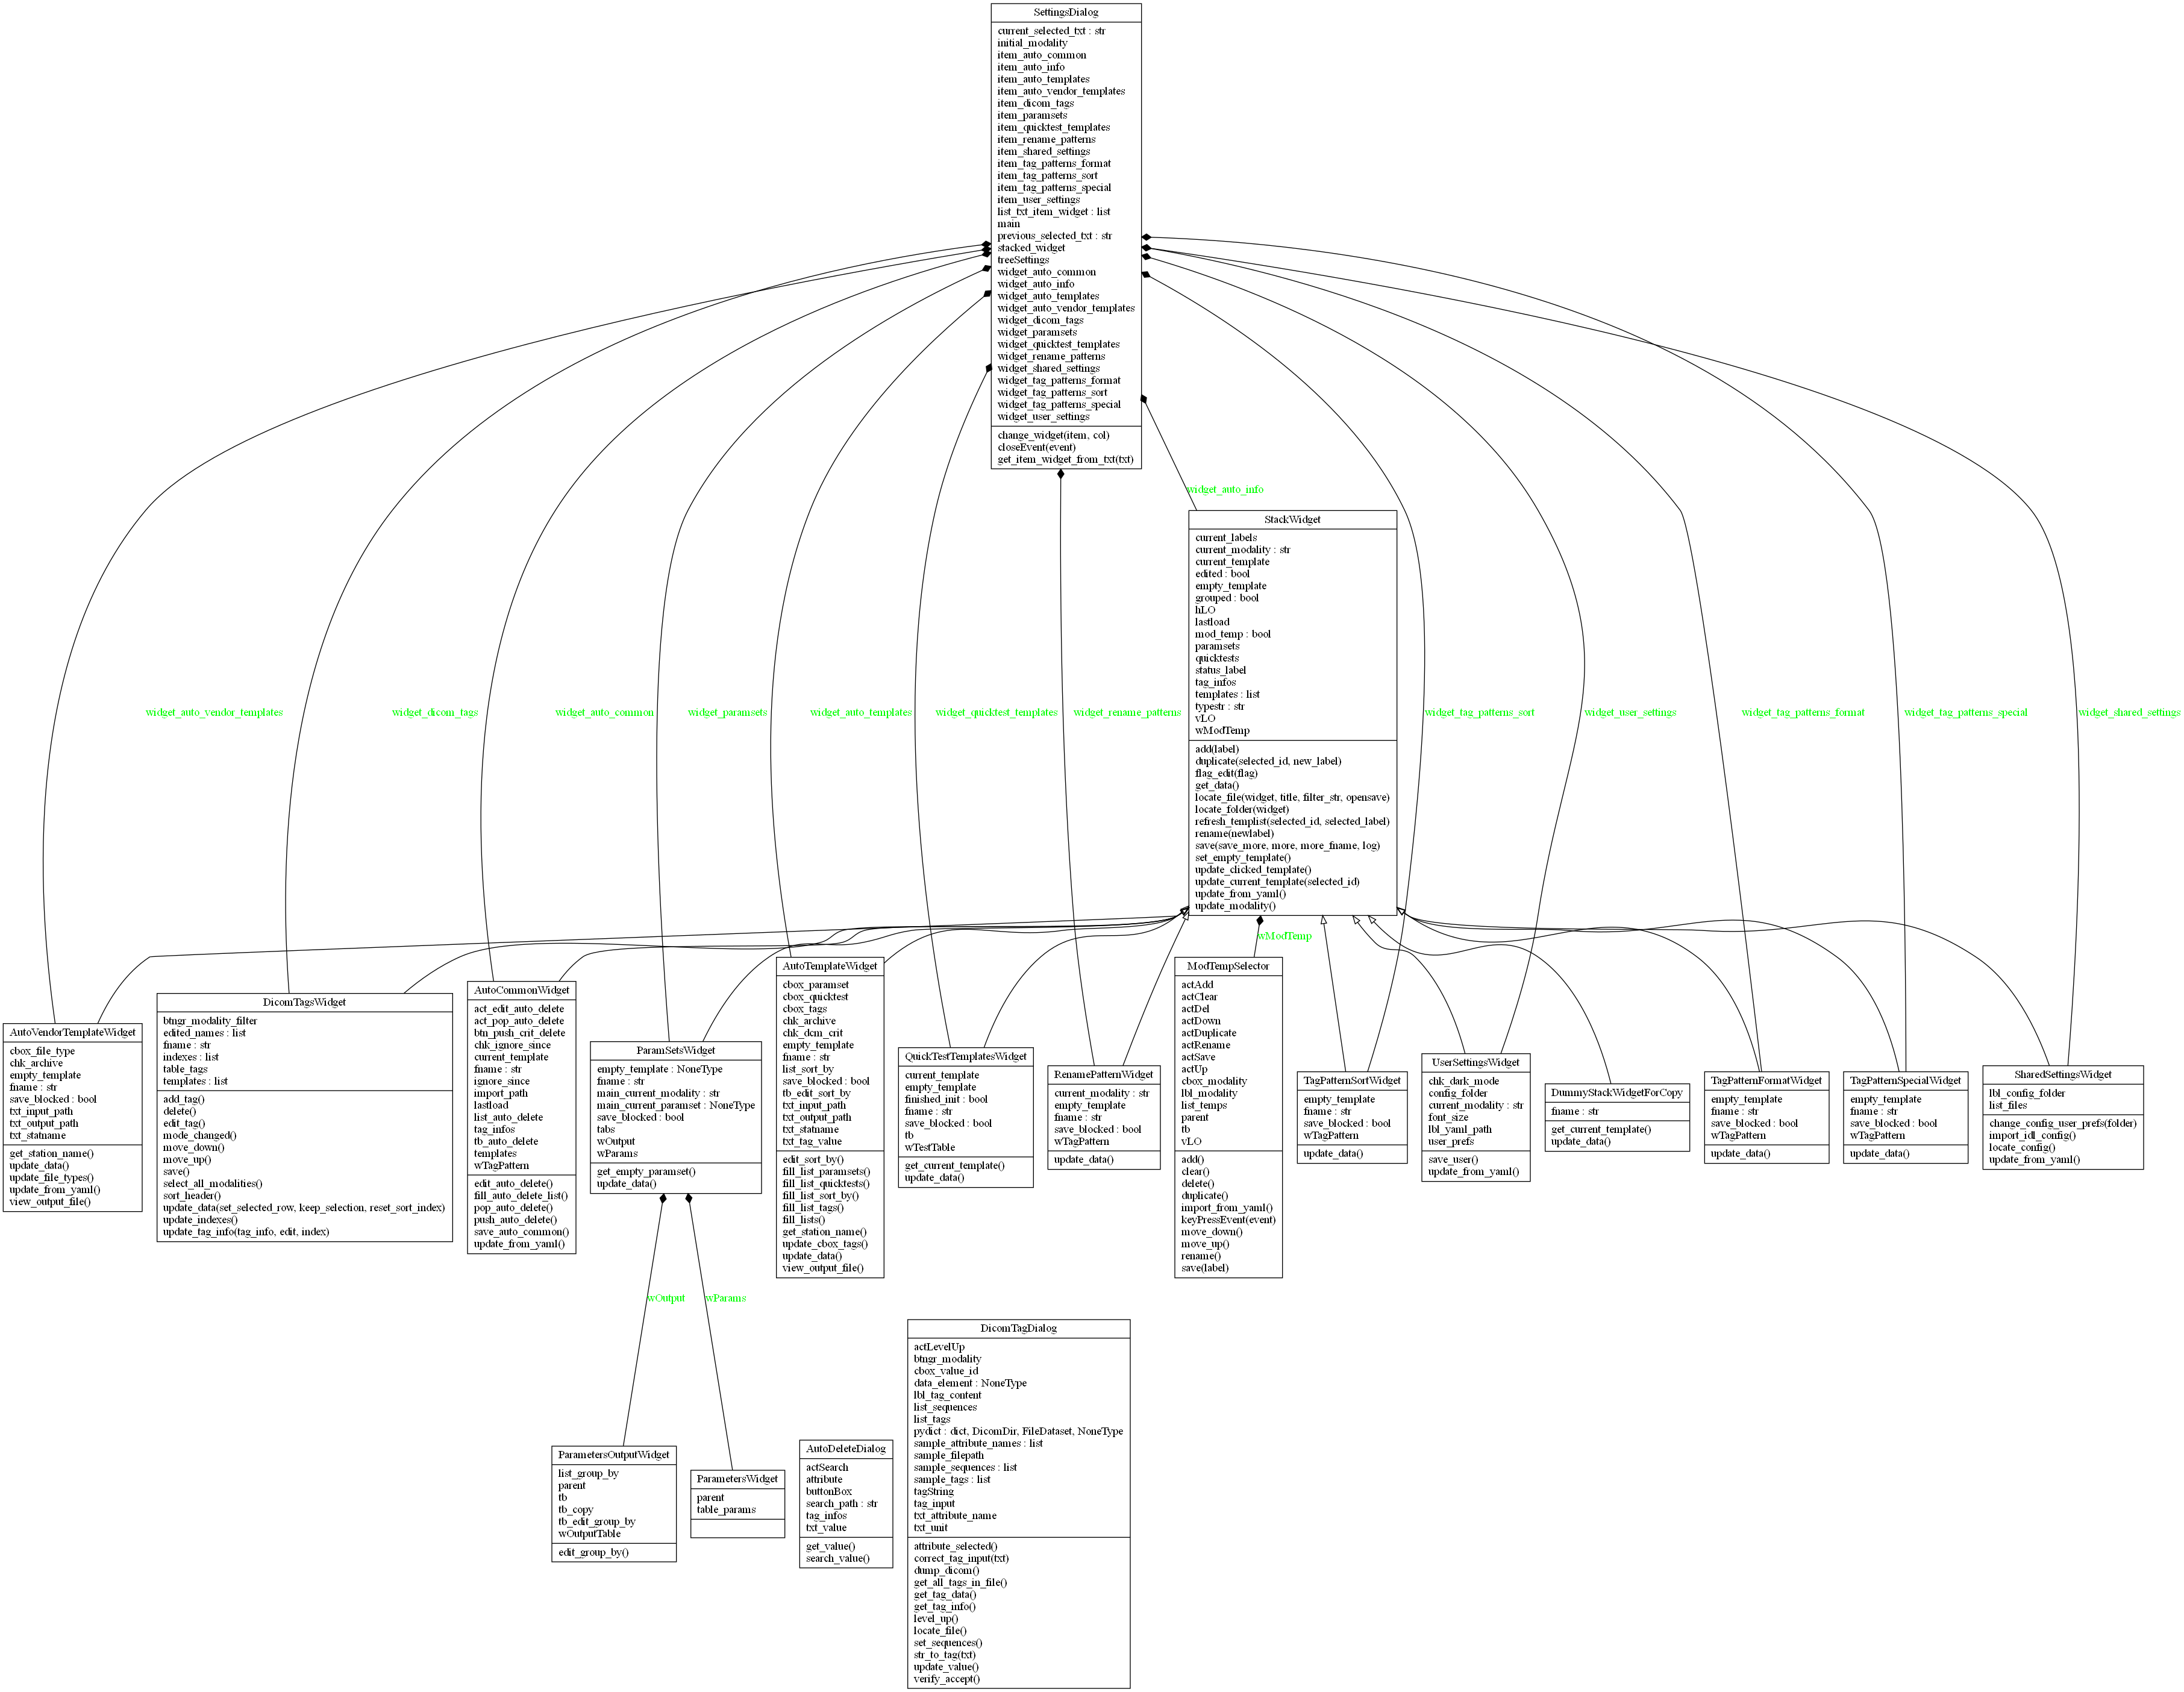 SettingsDialog
current_selected_txt : str
initial_modality
item_auto_common
item_auto_info
item_auto_templates
item_auto_vendor_templates
item_dicom_tags
item_paramsets
item_quicktest_templates
item_rename_patterns
item_shared_settings
item_tag_patterns_format
item_tag_patterns_sort
item_tag_patterns_special
item_user_settings
list_txt_item_widget : list
main
previous_selected_txt : str
stacked_widget
treeSettings
widget_auto_common
widget_auto_info
widget_auto_templates
widget_auto_vendor_templates
widget_dicom_tags
widget_paramsets
widget_quicktest_templates
widget_rename_patterns
widget_shared_settings
widget_tag_patterns_format
widget_tag_patterns_sort
widget_tag_patterns_special
widget_user_settings
change_widget(item, col)
closeEvent(event)
get_item_widget_from_txt(txt)
widget_auto_info
StackWidget
current_labels
current_modality : str
current_template
edited : bool
empty_template
grouped : bool
hLO
lastload
mod_temp : bool
paramsets
quicktests
status_label
tag_infos
templates : list
typestr : str
vLO
wModTemp
add(label)
duplicate(selected_id, new_label)
flag_edit(flag)
get_data()
locate_file(widget, title, filter_str, opensave)
locate_folder(widget)
refresh_templist(selected_id, selected_label)
rename(newlabel)
save(save_more, more, more_fname, log)
set_empty_template()
update_clicked_template()
update_current_template(selected_id)
update_from_yaml()
update_modality()
widget_auto_vendor_templates
widget_dicom_tags
widget_auto_common
widget_paramsets
widget_auto_templates
widget_quicktest_templates
widget_rename_patterns
widget_tag_patterns_sort
widget_user_settings
widget_tag_patterns_format
widget_tag_patterns_special
widget_shared_settings
wModTemp
AutoVendorTemplateWidget
cbox_file_type
chk_archive
empty_template
fname : str
save_blocked : bool
txt_input_path
txt_output_path
txt_statname
get_station_name()
update_data()
update_file_types()
update_from_yaml()
view_output_file()
DicomTagsWidget
btngr_modality_filter
edited_names : list
fname : str
indexes : list
table_tags
templates : list
add_tag()
delete()
edit_tag()
mode_changed()
move_down()
move_up()
save()
select_all_modalities()
sort_header()
update_data(set_selected_row, keep_selection, reset_sort_index)
update_indexes()
update_tag_info(tag_info, edit, index)
AutoCommonWidget
act_edit_auto_delete
act_pop_auto_delete
btn_push_crit_delete
chk_ignore_since
current_template
fname : str
ignore_since
import_path
lastload
list_auto_delete
tag_infos
tb_auto_delete
templates
wTagPattern
edit_auto_delete()
fill_auto_delete_list()
pop_auto_delete()
push_auto_delete()
save_auto_common()
update_from_yaml()
ParamSetsWidget
empty_template : NoneType
fname : str
main_current_modality : str
main_current_paramset : NoneType
save_blocked : bool
tabs
wOutput
wParams
get_empty_paramset()
update_data()
AutoTemplateWidget
cbox_paramset
cbox_quicktest
cbox_tags
chk_archive
chk_dcm_crit
empty_template
fname : str
list_sort_by
save_blocked : bool
tb_edit_sort_by
txt_input_path
txt_output_path
txt_statname
txt_tag_value
edit_sort_by()
fill_list_paramsets()
fill_list_quicktests()
fill_list_sort_by()
fill_list_tags()
fill_lists()
get_station_name()
update_cbox_tags()
update_data()
view_output_file()
QuickTestTemplatesWidget
current_template
empty_template
finished_init : bool
fname : str
save_blocked : bool
tb
wTestTable
get_current_template()
update_data()
RenamePatternWidget
current_modality : str
empty_template
fname : str
save_blocked : bool
wTagPattern
update_data()
ModTempSelector
actAdd
actClear
actDel
actDown
actDuplicate
actRename
actSave
actUp
cbox_modality
lbl_modality
list_temps
parent
tb
vLO
add()
clear()
delete()
duplicate()
import_from_yaml()
keyPressEvent(event)
move_down()
move_up()
rename()
save(label)
TagPatternSortWidget
empty_template
fname : str
save_blocked : bool
wTagPattern
update_data()
UserSettingsWidget
chk_dark_mode
config_folder
current_modality : str
font_size
lbl_yaml_path
user_prefs
save_user()
update_from_yaml()
DummyStackWidgetForCopy
fname : str
get_current_template()
update_data()
TagPatternFormatWidget
empty_template
fname : str
save_blocked : bool
wTagPattern
update_data()
TagPatternSpecialWidget
empty_template
fname : str
save_blocked : bool
wTagPattern
update_data()
SharedSettingsWidget
lbl_config_folder
list_files
change_config_user_prefs(folder)
import_idl_config()
locate_config()
update_from_yaml()
wOutput
wParams
ParametersOutputWidget
list_group_by
parent
tb
tb_copy
tb_edit_group_by
wOutputTable
edit_group_by()
ParametersWidget
parent
table_params
AutoDeleteDialog
actSearch
attribute
buttonBox
search_path : str
tag_infos
txt_value
get_value()
search_value()
DicomTagDialog
actLevelUp
btngr_modality
cbox_value_id
data_element : NoneType
lbl_tag_content
list_sequences
list_tags
pydict : dict, DicomDir, FileDataset, NoneType
sample_attribute_names : list
sample_filepath
sample_sequences : list
sample_tags : list
tagString
tag_input
txt_attribute_name
txt_unit
attribute_selected()
correct_tag_input(txt)
dump_dicom()
get_all_tags_in_file()
get_tag_data()
get_tag_info()
level_up()
locate_file()
set_sequences()
str_to_tag(txt)
update_value()
verify_accept()